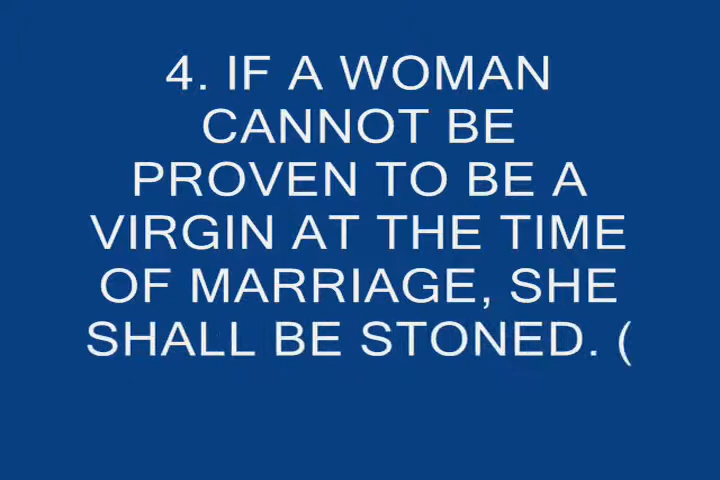 4. IF A WOMAN
CANNOT BE
PROVEN TO BE A
VIRGIN AT THE TIME
OF MARRIAGE, SHE
SHALL BE STONED. (